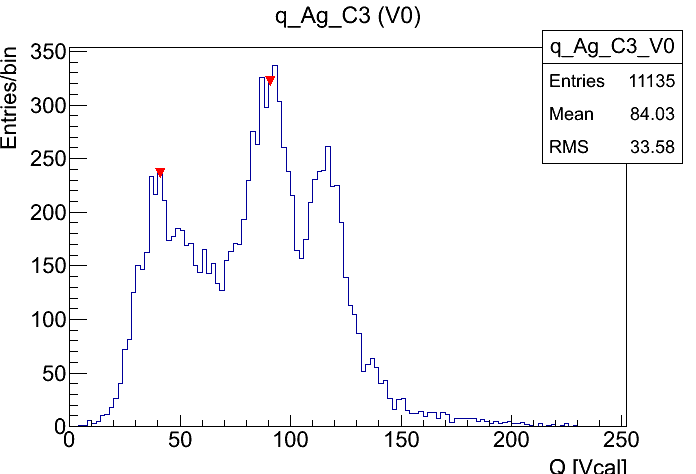 q_Ag_C3 (V0)
q_Ag_C3_V0
Entries 11135
Mean 84.03
RMS 33.58
Entries/bin
350
300
250
200
150
100
50
0
0 50 100 150 200 250
Q [Vcal]